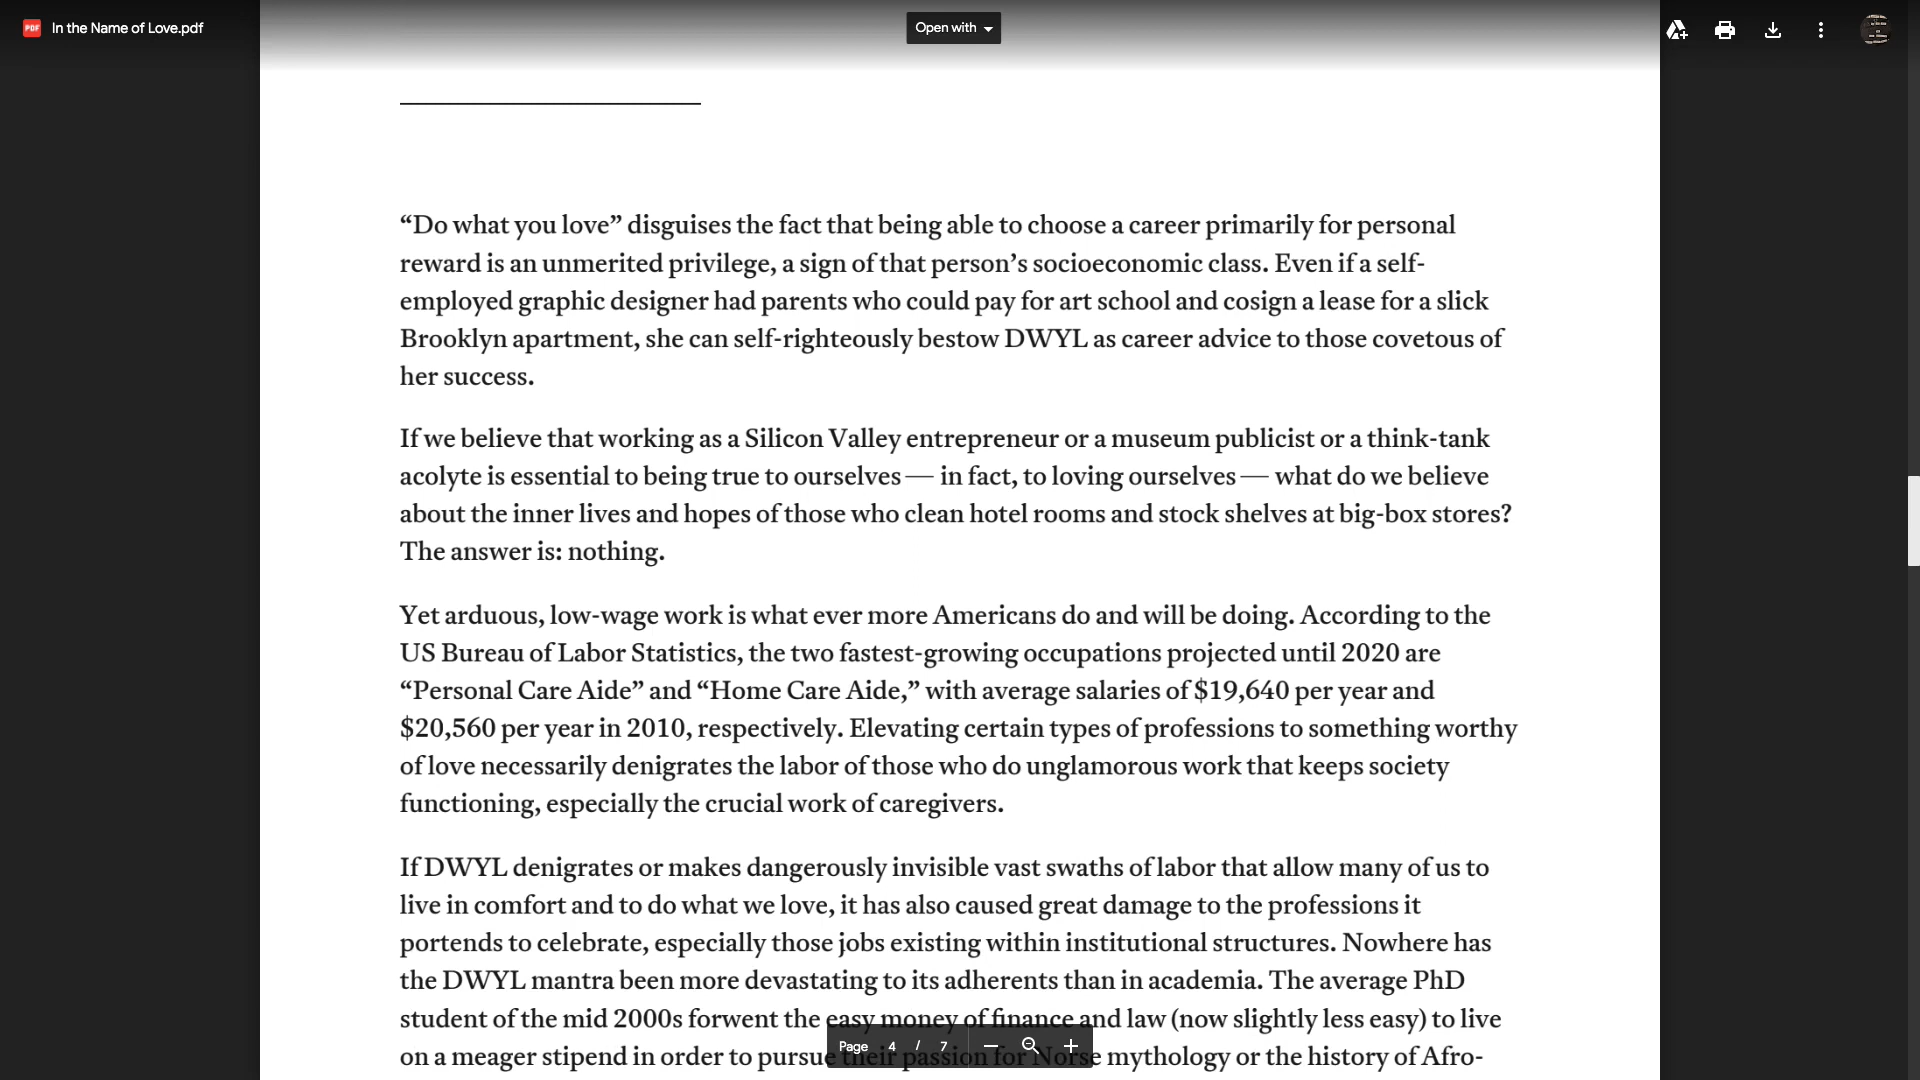 PDF In the Name of Love.pdf
Open with
“Do what you love” disguises the fact that being able to choose a career primarily for personal
reward is an unmerited privilege, a sign of that person’s socioeconomic class. Even if a self-
employed graphic designer had parents who could pay for art school and cosign a lease for a slick
Brooklyn apartment, she can self-righteously bestow DWYL as career advice to those covetous of
her success.
If we believe that working as a Silicon Valley entrepreneur or a museum publicist or a think-tank
acolyte is essential to being true to ourselves — in fact, to loving ourselves — what do we believe
about the inner lives and hopes of those who clean hotel rooms and stock shelves at big-box stores?
The answer is: nothing.
Yet arduous, low-wage work is what ever more Americans do and will be doing. According to the
US Bureau of Labor Statistics, the two fastest-growing occupations projected until 2020 are
“Personal Care Aide” and “Home Care Aide,” with average salaries of $19,640 per year and
$20,560 per year in 2010, respectively. Elevating certain types of professions to something worthy
of love necessarily denigrates the labor of those who do unglamorous work that keeps society
functioning, especially the crucial work of caregivers.
If DWYL denigrates or makes dangerously invisible vast swaths of labor that allow many of us to
live in comfort and to do what we love, it has also caused great damage to the professions it
portends to celebrate, especially those jobs existing within institutional structures. Nowhere has
the DWYL mantra been more devastating to its adherents than in academia. The average PhD
student of the mid 2000s forwent the easy money of finance and law (now slightly less easy) to live
on a meager stipend in order to pursue their passion for Norse mythology or the history of Afro-
Page 4 / 7